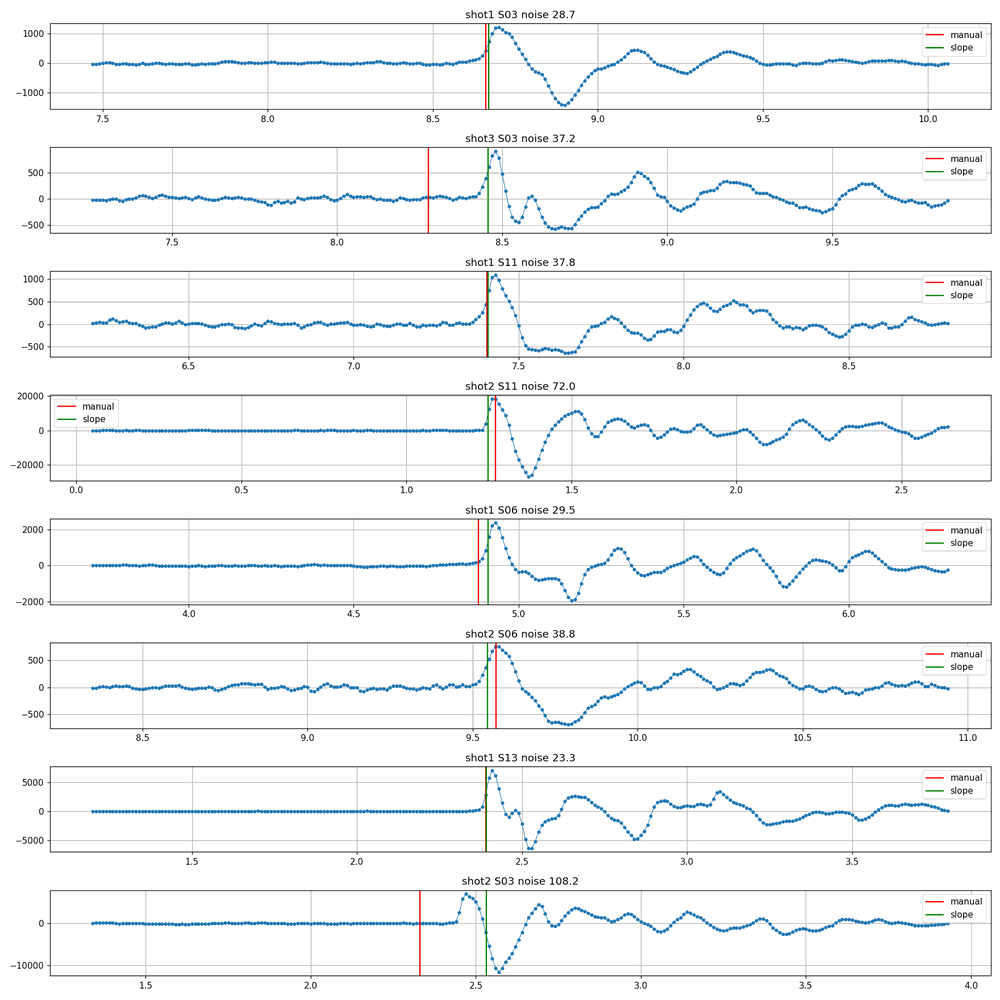 shot1 S03 noise 28.7
1000
0
−1000
manual
slope
7.5 8.0 8.5 9.0 9.5 10.0
shot3 S03 noise 37.2
500
0
−500
manual
slope
7.5 8.0 8.5 9.0 9.5
shot1 S11 noise 37.8
1000
500
0
−500
manual
slope
6.5 7.0 7.5 8.0 8.5
shot2 S11 noise 72.0
20000
0
−20000
manual
slope
0.0 0.5 1.0 1.5 2.0 2.5
shot1 S06 noise 29.5
2000
0
−2000
manual
slope
4.0 4.5 5.0 5.5 6.0
shot2 S06 noise 38.8
500
0
−500
manual
slope
8.5 9.0 9.5 10.0 10.5 11.0
shot1 S13 noise 23.3
5000
0
−5000
manual
slope
1.5 2.0 2.5 3.0 3.5
shot2 S03 noise 108.2
0
−10000
manual
slope
1.5 2.0 2.5 3.0 3.5 4.0